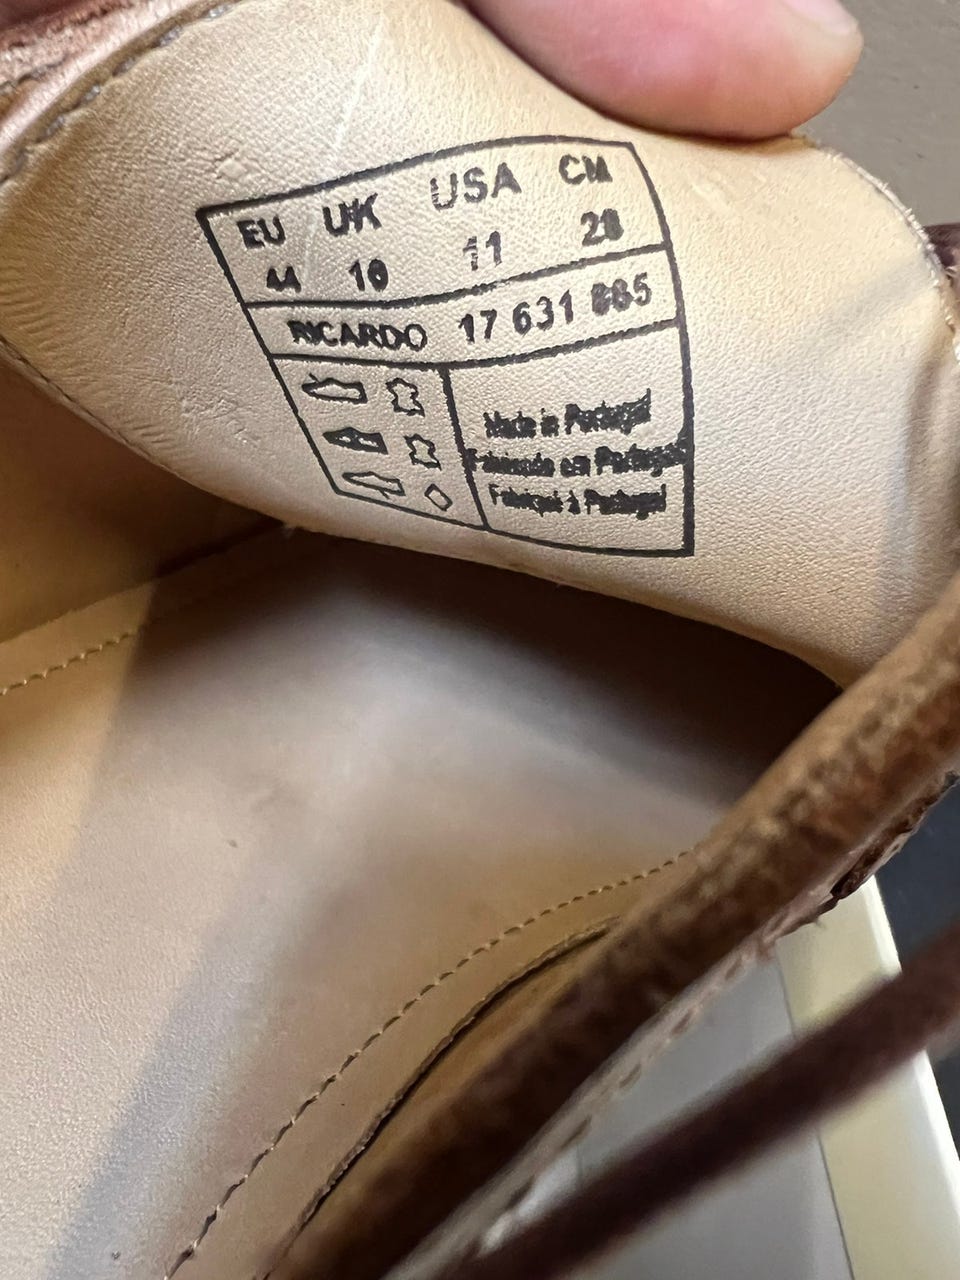 EU UK USA CM
44 10 11 28
RICARDO 17 631 885
Made in Portugal
Fabricado em Portugal
Fabriqué à Portugal